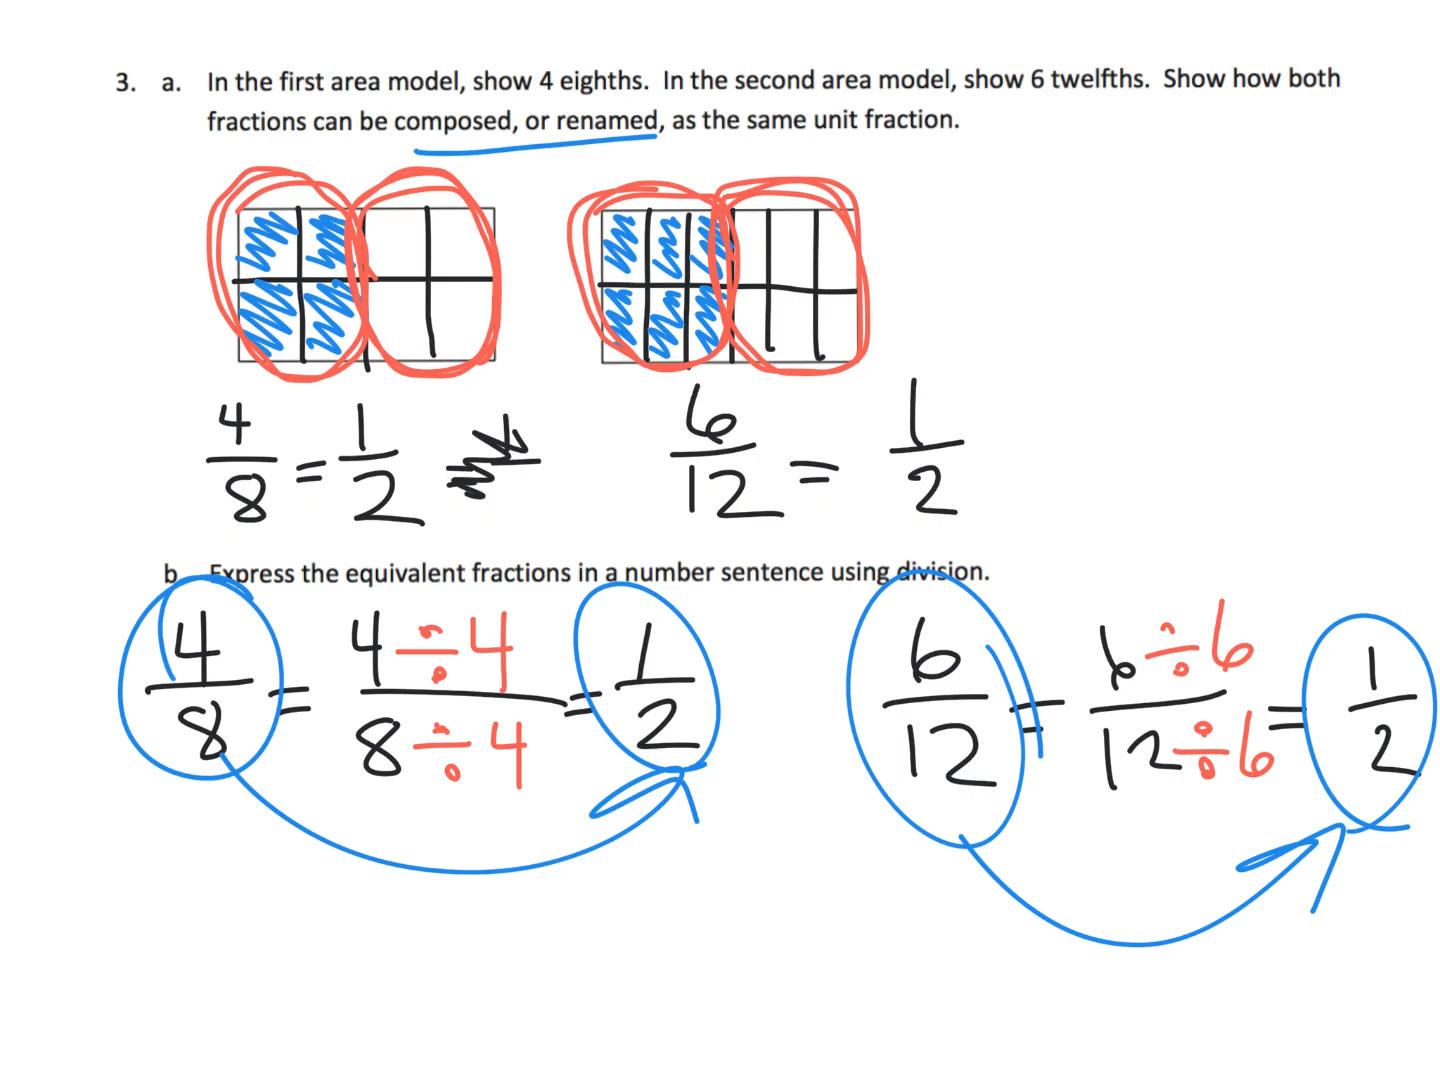 3. a. In the first area model, show 4 eighths. In the second area model, show 6 twelfths. Show how both
fractions can be composed, or renamed, as the same unit fraction.
4/8 = 1/2
6/12 = 1/2
b. Express the equivalent fractions in a number sentence using division.
4/8 = 4÷4/8÷4 = 1/2
6/12 = 6÷6/12÷6 = 1/2